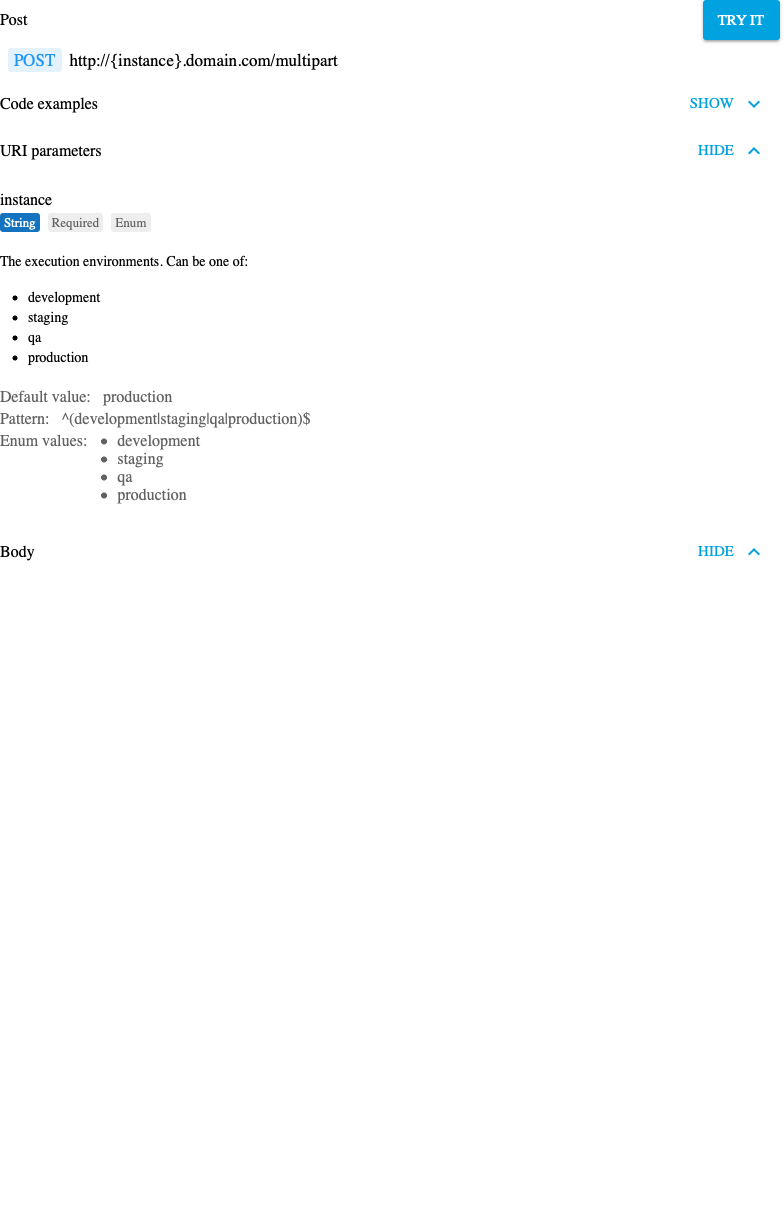 Post
TRY IT
POST http://{instance}.domain.com/multipart
Code examples SHOW
URI parameters HIDE
instance
String Required Enum
The execution environments. Can be one of:
development
staging
qa
production
Default value: production
Pattern: ^(development|staging|qa|production)$
Enum values: development
staging
qa
production
Body HIDE